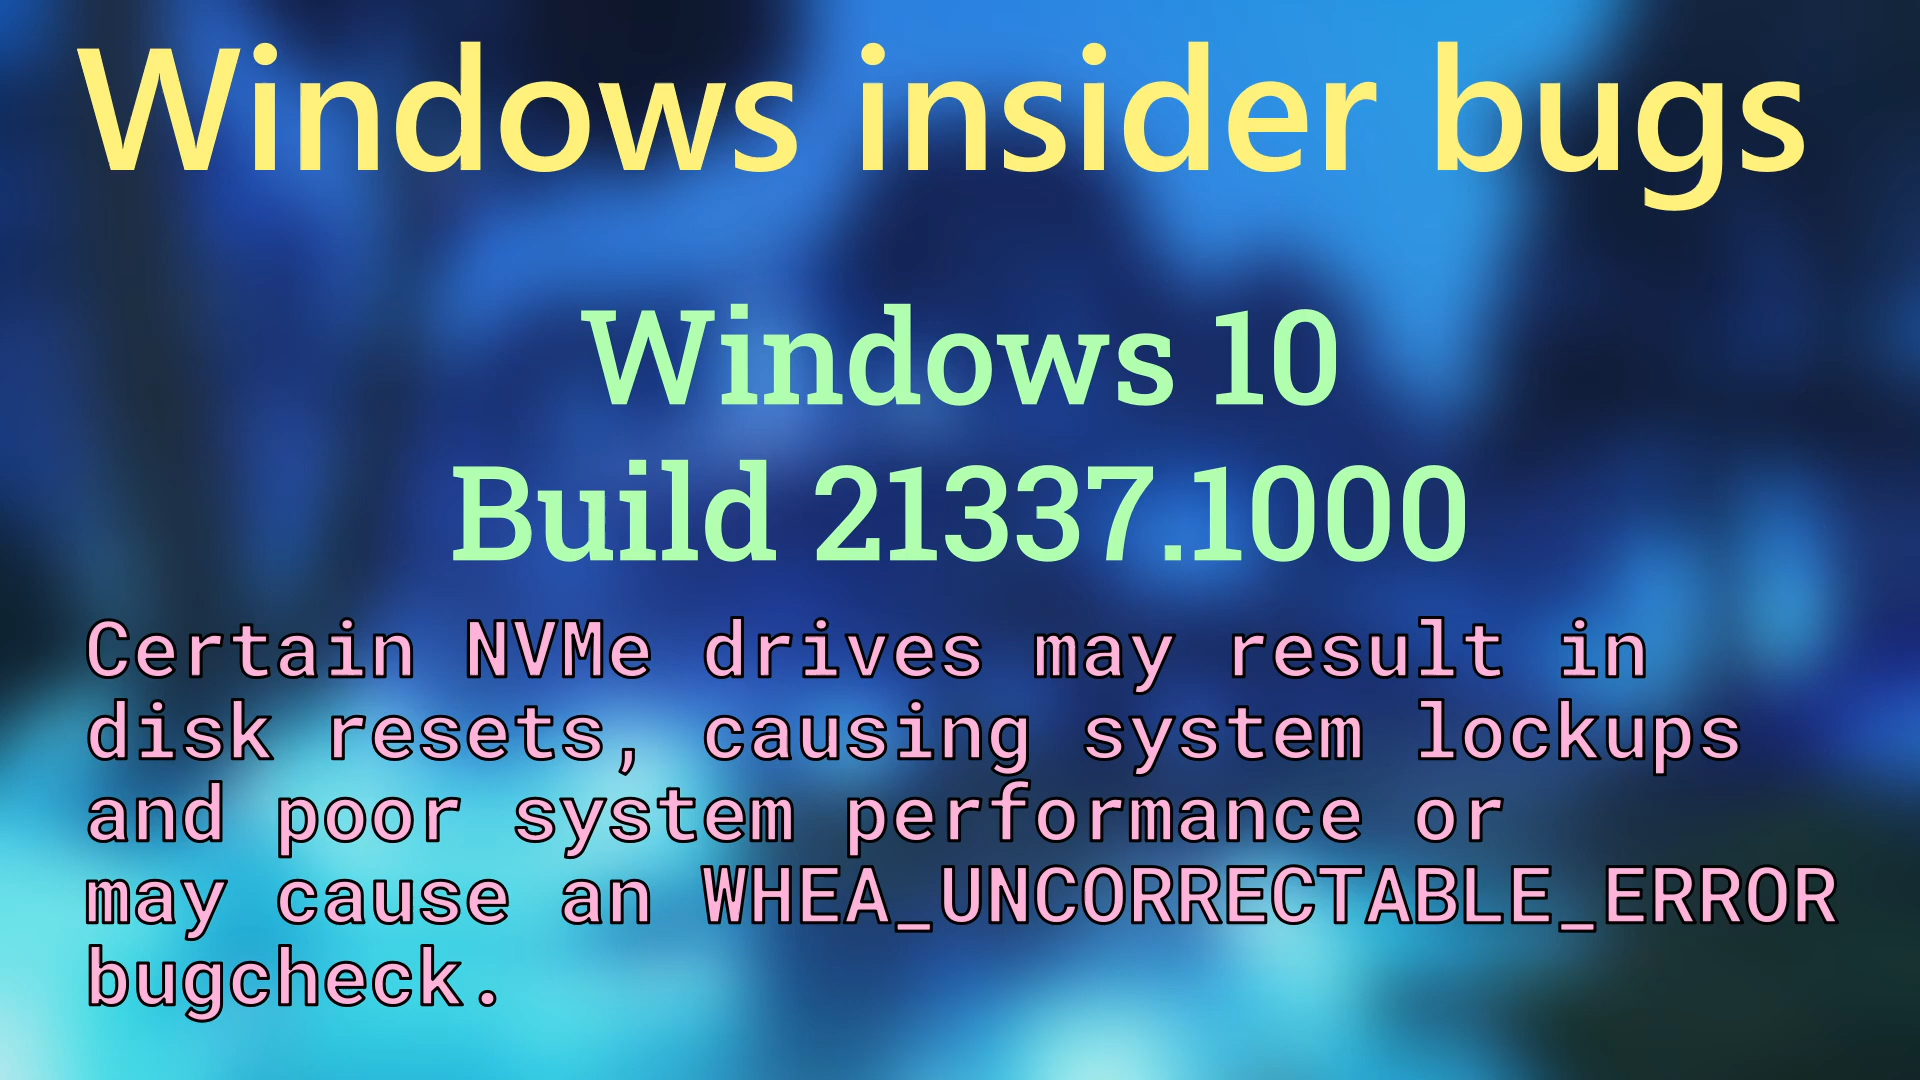 Windows insider bugs
Windows 10
Build 21337.1000
Certain NVMe drives may result in
disk resets, causing system lockups
and poor system performance or
may cause an WHEA_UNCORRECTABLE_ERROR
bugcheck.